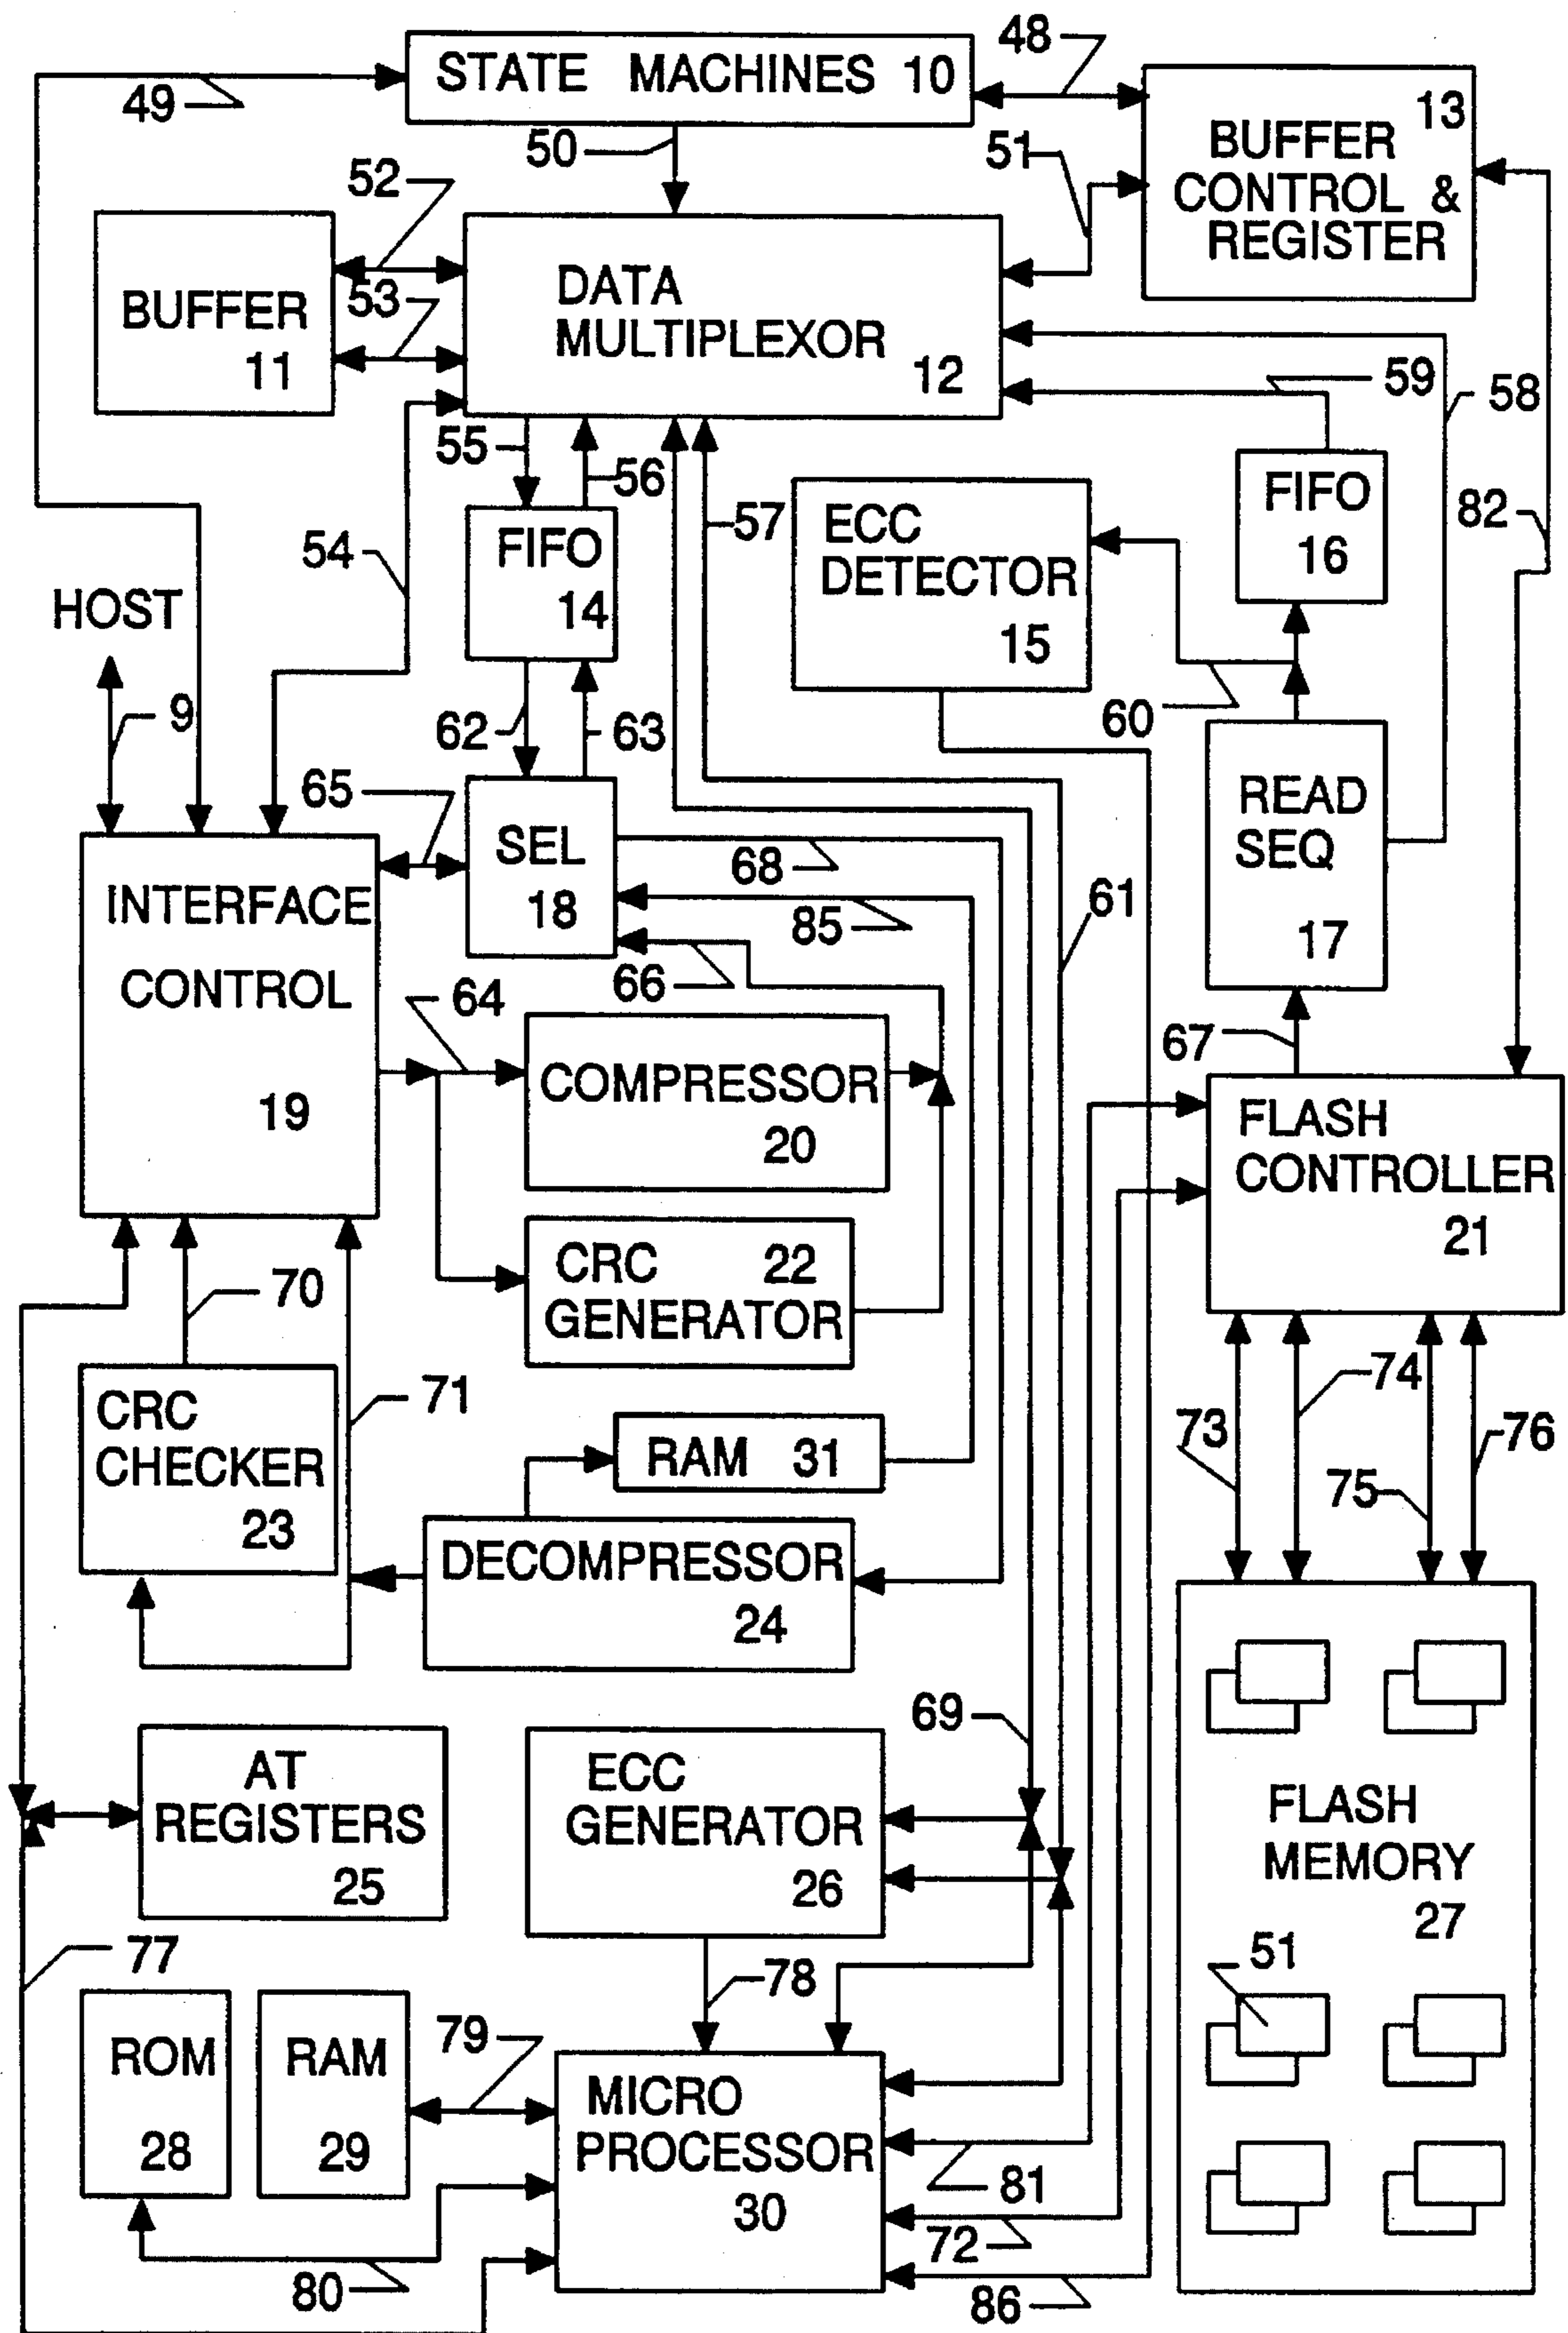 STATE MACHINES 10
48
49
50
51
13
BUFFER
CONTROL &
REGISTER
52
53
BUFFER
11
DATA
MULTIPLEXOR
12
59
58
55
56
54
57
82
FIFO
14
ECC
DETECTOR
15
FIFO
16
HOST
9
62
63
60
65
SEL
18
68
85
66
61
READ
SEQ
17
INTERFACE
CONTROL
19
64
67
COMPRESSOR
20
FLASH
CONTROLLER
21
CRC 22
GENERATOR
70
71
74
73
75
76
CRC
CHECKER
23
RAM 31
DECOMPRESSOR
24
69
AT
REGISTERS
25
ECC
GENERATOR
26
FLASH
MEMORY
27
51
77
78
ROM
28
RAM
29
79
MICRO
PROCESSOR
30
81
72
80
86